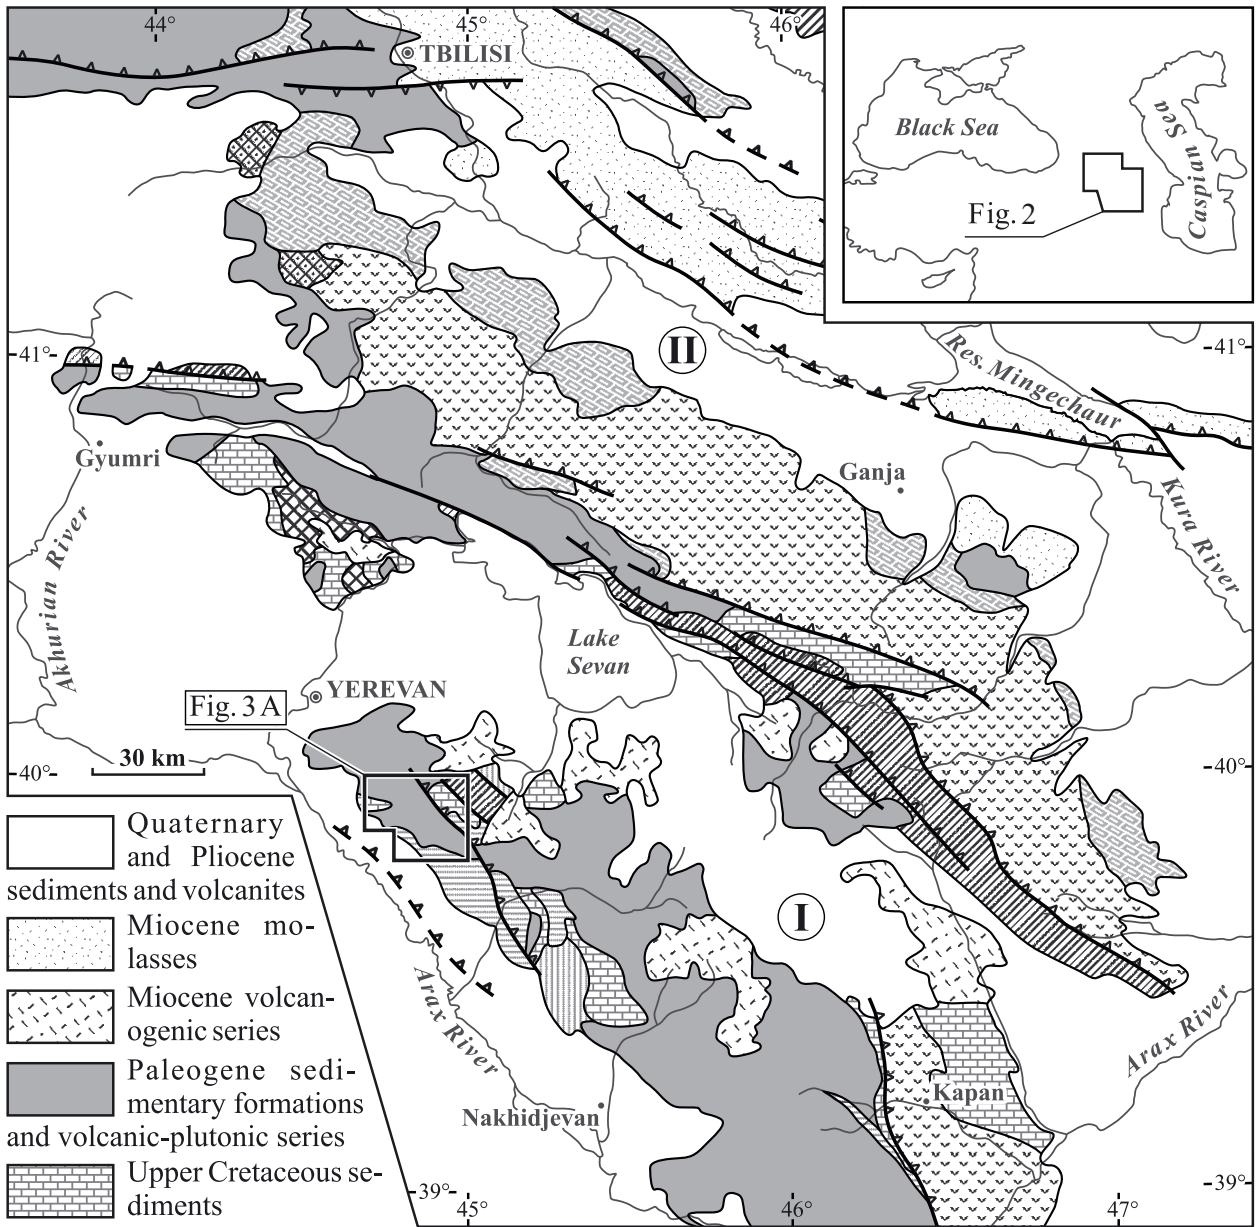 44°
45°
46°
TBILISI
Black Sea
Caspian Sea
Fig. 2
41°
II
Res. Mingechaur
41°
Gyumri
Ganja
Kura River
Akhurian River
Lake
Sevan
YEREVAN
Fig. 3 A
30 km
40°
40°
Quaternary
and Pliocene
sediments and volcanites
Miocene mo-
lasses
Miocene volcan-
ogenic series
Paleogene sedi-
mentary formations
and volcanic-plutonic series
Upper Cretaceous se-
diments
I
Arax River
Arax River
Kapan
Nakhidjevan
39°
45°
46°
47°
39°